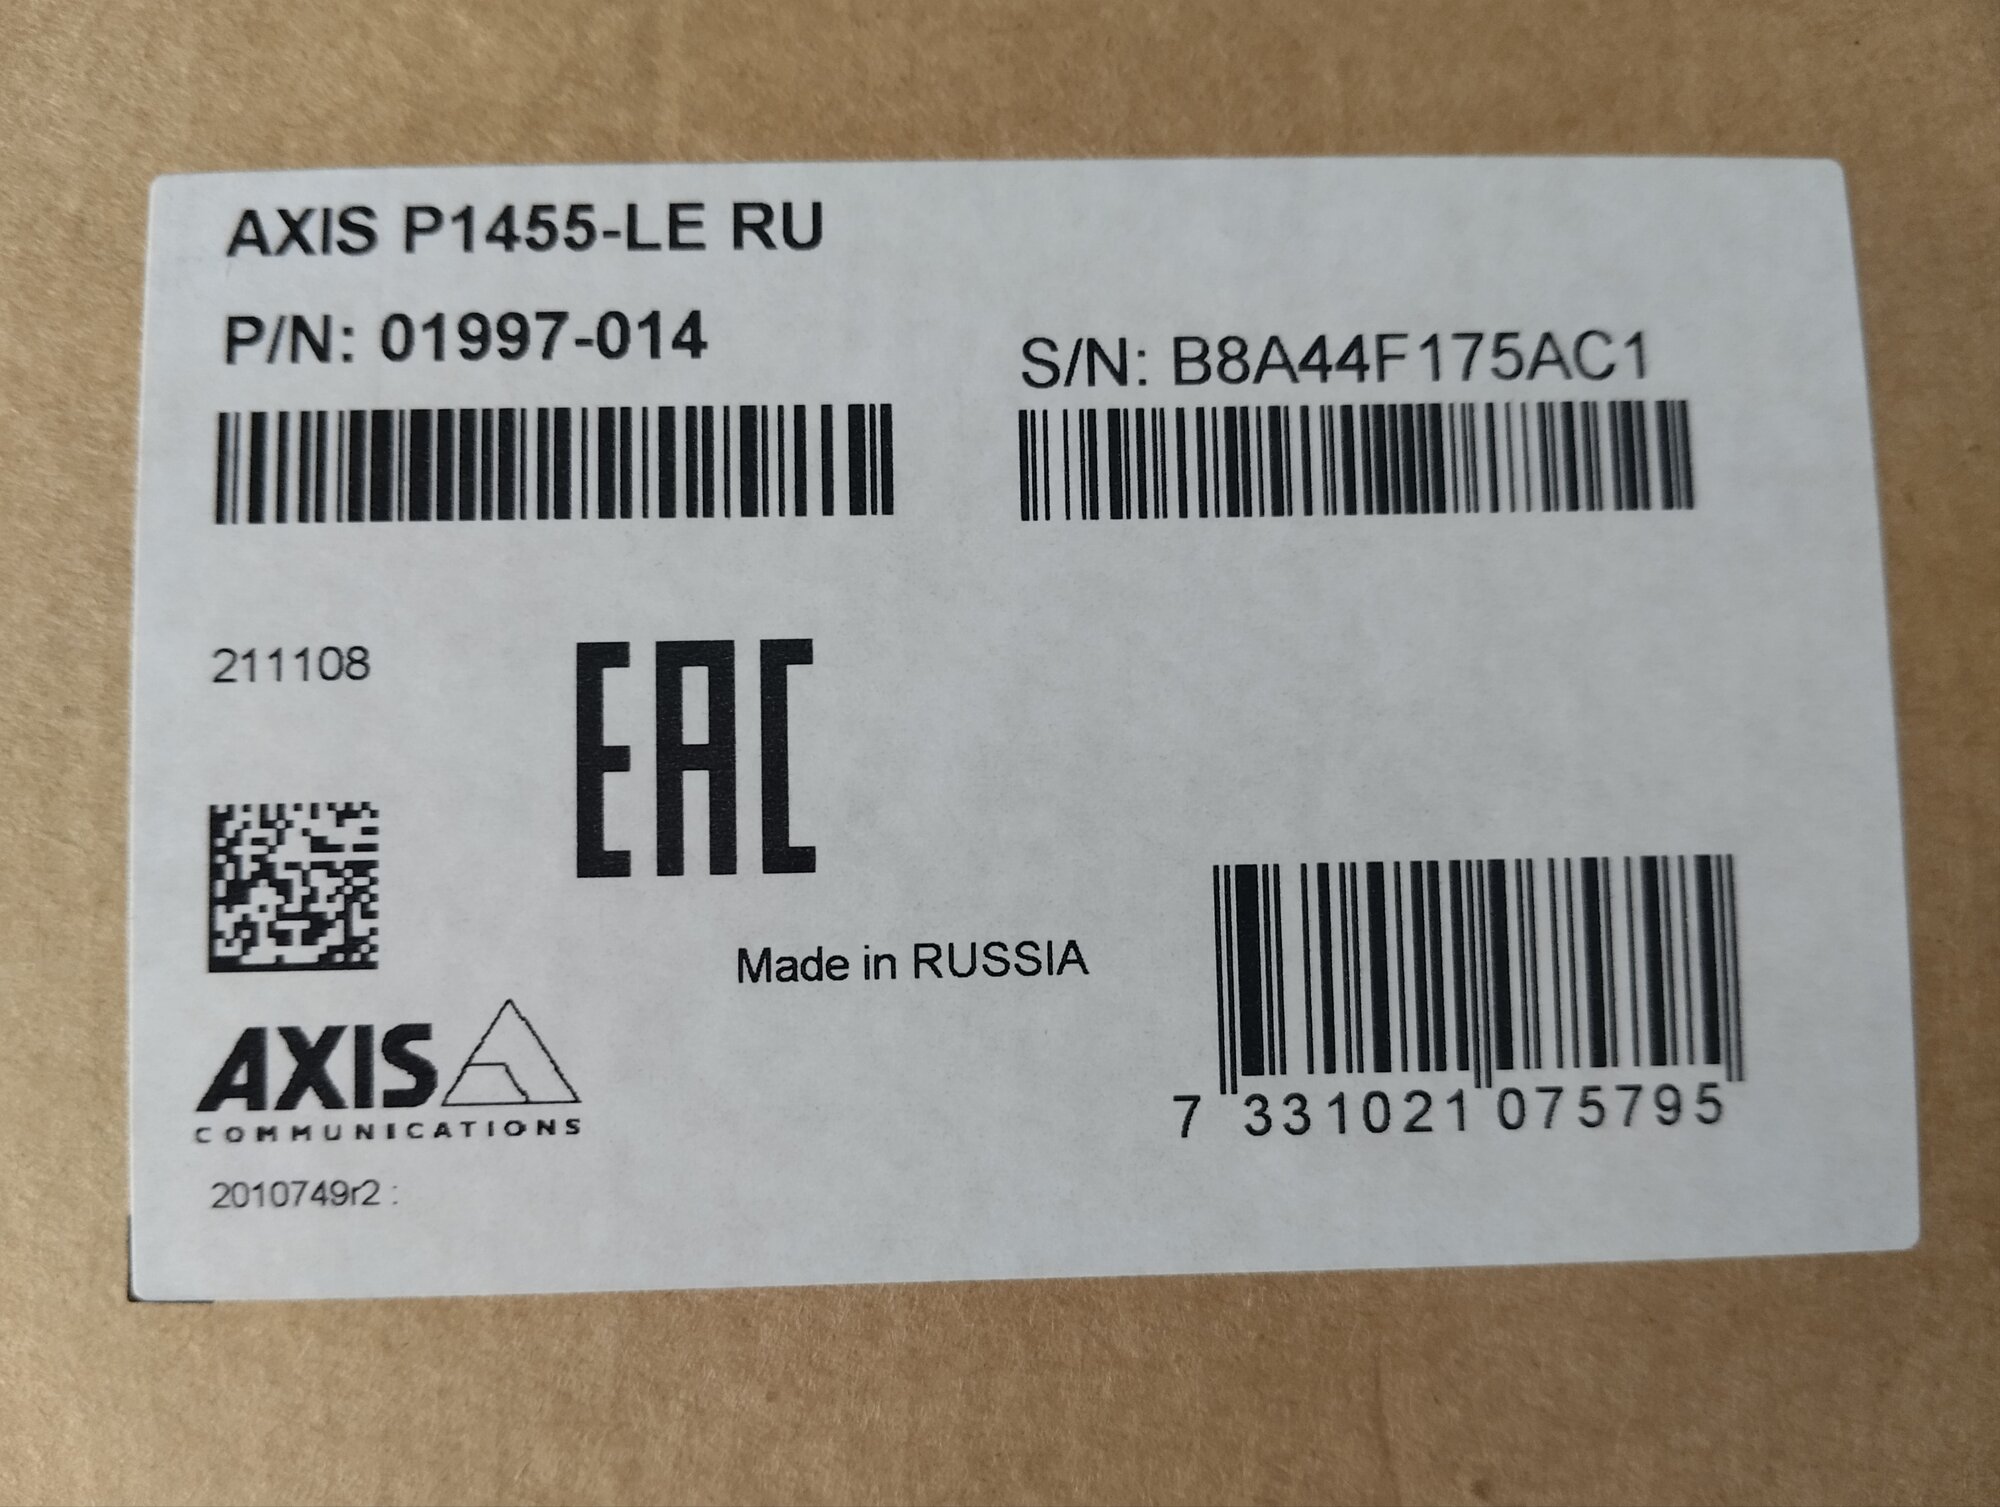 AXIS P1455-LE RU
P/N: 01997-014
S/N: B8A44F175AC1
211108
EAC
Made in RUSSIA
AXIS
COMMUNICATIONS
7 331021 075795
2010749r2 :